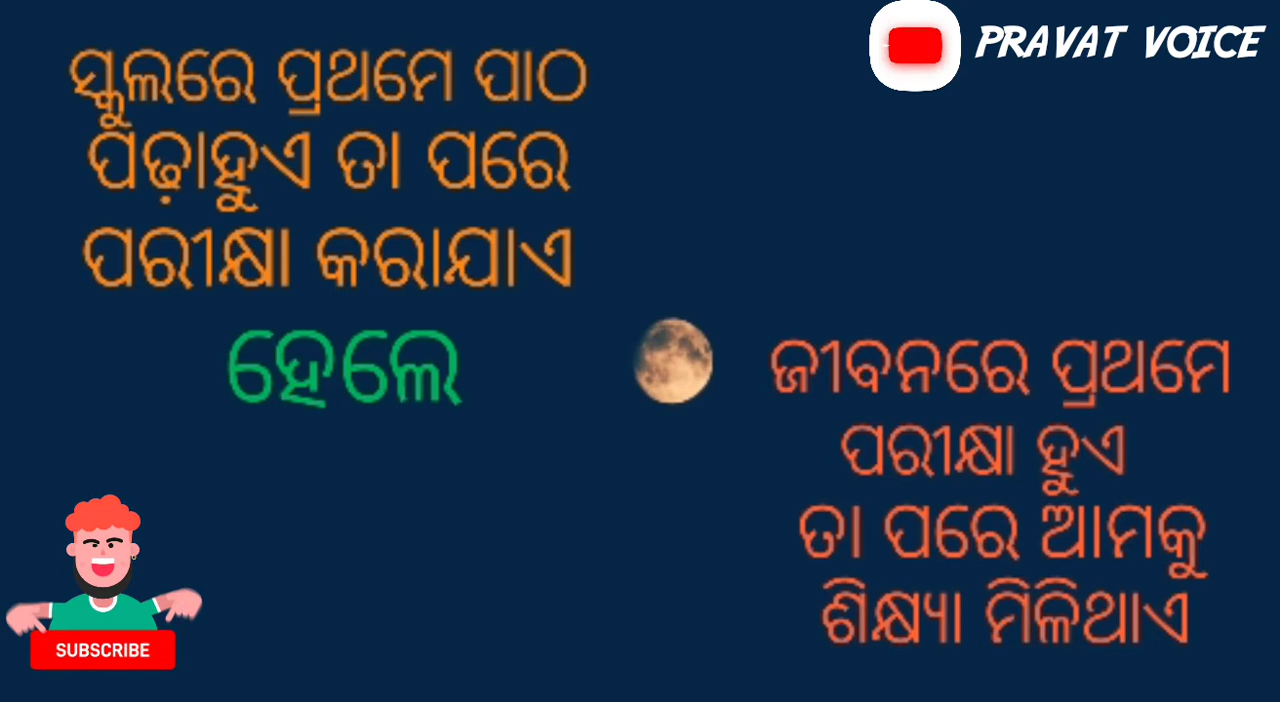 PRAVAT VOICE
ସ୍କୁଲରେ ପ୍ରଥମେ ପାଠ
ପଢ଼ାହୁଏ ତା ପରେ
ପରୀକ୍ଷା କରାଯାଏ
ହେଲେ
ଜୀବନରେ ପ୍ରଥମେ
ପରୀକ୍ଷା ହୁଏ
ତା ପରେ ଆମକୁ
ଶିକ୍ଷ୍ୟା ମିଳିଥାଏ
SUBSCRIBE